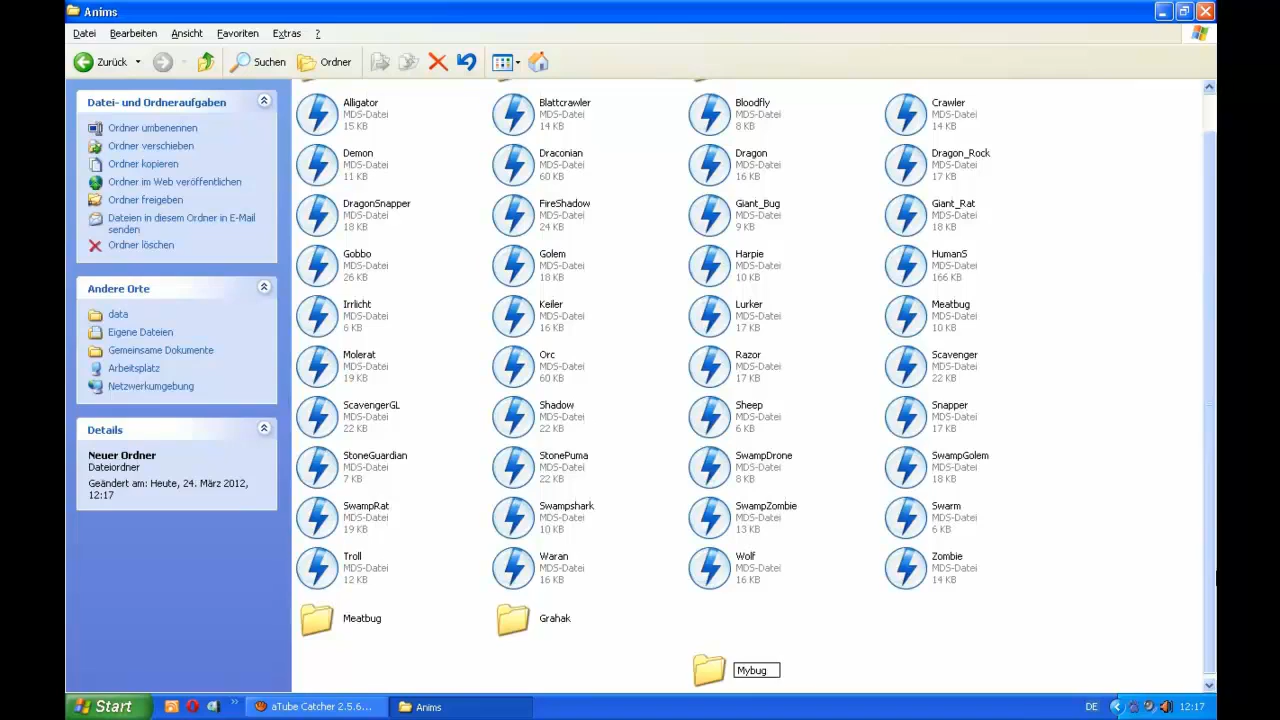 Anims
Datei Bearbeiten Ansicht Favoriten Extras ?
Zurück Suchen Ordner
Datei- und Ordneraufgaben
Ordner umbenennen
Ordner verschieben
Ordner kopieren
Ordner im Web veröffentlichen
Ordner freigeben
Dateien in diesem Ordner in E-Mail
senden
Ordner löschen
Andere Orte
data
Eigene Dateien
Gemeinsame Dokumente
Arbeitsplatz
Netzwerkumgebung
Details
Neuer Ordner
Dateiordner
Geändert am: Heute, 24. März 2012,
12:17
Alligator Blattcrawler Bloodfly Crawler
MDS-Datei MDS-Datei MDS-Datei MDS-Datei
15 KB 14 KB 8 KB 14 KB
Demon Draconian Dragon Dragon_Rock
MDS-Datei MDS-Datei MDS-Datei MDS-Datei
11 KB 60 KB 16 KB 17 KB
DragonSnapper FireShadow Giant_Bug Giant_Rat
MDS-Datei MDS-Datei MDS-Datei MDS-Datei
18 KB 24 KB 9 KB 18 KB
Gobbo Golem Harpie HumanS
MDS-Datei MDS-Datei MDS-Datei MDS-Datei
26 KB 18 KB 10 KB 166 KB
Irrlicht Keiler Lurker Meatbug
MDS-Datei MDS-Datei MDS-Datei MDS-Datei
6 KB 16 KB 17 KB 10 KB
Molerat Orc Razor Scavenger
MDS-Datei MDS-Datei MDS-Datei MDS-Datei
19 KB 60 KB 17 KB 22 KB
ScavengerGL Shadow Sheep Snapper
MDS-Datei MDS-Datei MDS-Datei MDS-Datei
22 KB 22 KB 6 KB 17 KB
StoneGuardian StonePuma SwampDrone SwampGolem
MDS-Datei MDS-Datei MDS-Datei MDS-Datei
7 KB 22 KB 8 KB 18 KB
SwampRat Swampshark SwampZombie Swarm
MDS-Datei MDS-Datei MDS-Datei MDS-Datei
19 KB 10 KB 13 KB 6 KB
Troll Waran Wolf Zombie
MDS-Datei MDS-Datei MDS-Datei MDS-Datei
12 KB 16 KB 16 KB 14 KB
Meatbug Grahak
Mybug
Start aTube Catcher 2.5.6... Anims DE 12:17